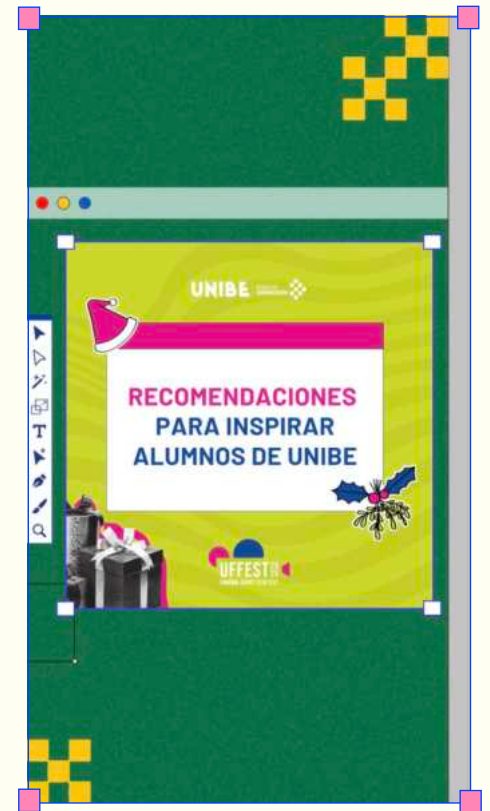 UNIBE
RECOMENDACIONES
PARA INSPIRAR
ALUMNOS DE UNIBE
UFFEST
T